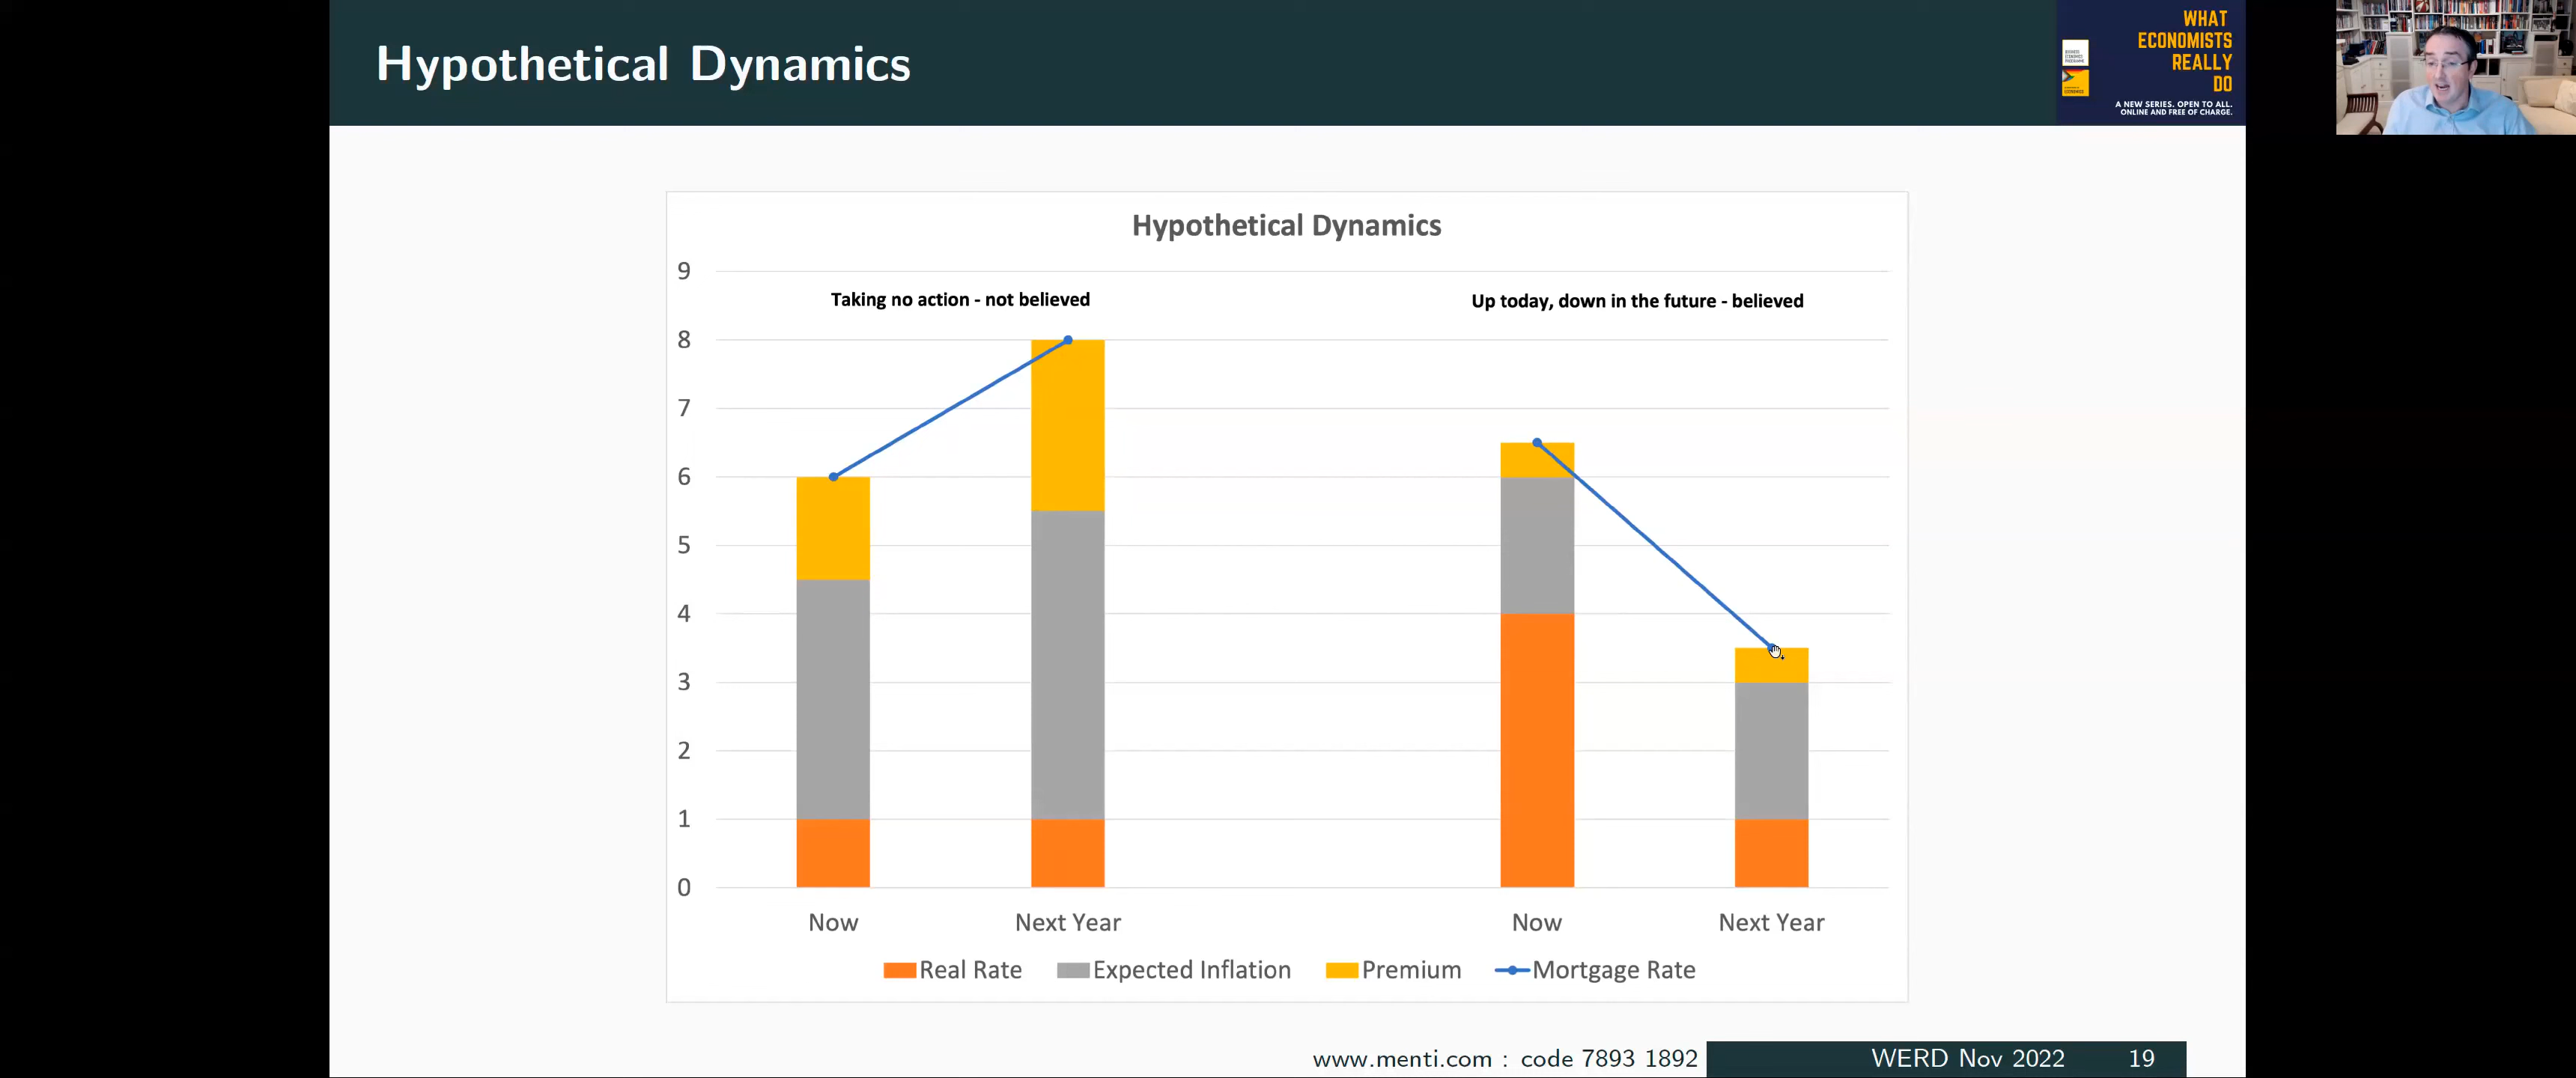 Hypothetical Dynamics
WHAT
ECONOMISTS
REALLY
DO
A NEW SERIES. OPEN TO ALL.
ONLINE AND FREE OF CHARGE.
Hypothetical Dynamics
9
Taking no action - not believed
Up today, down in the future - believed
8
7
6
5
4
3
2
1
0
Now
Next Year
Now
Next Year
Real Rate
Expected Inflation
Premium
Mortgage Rate
www.menti.com : code 7893 1892
WERD Nov 2022
19